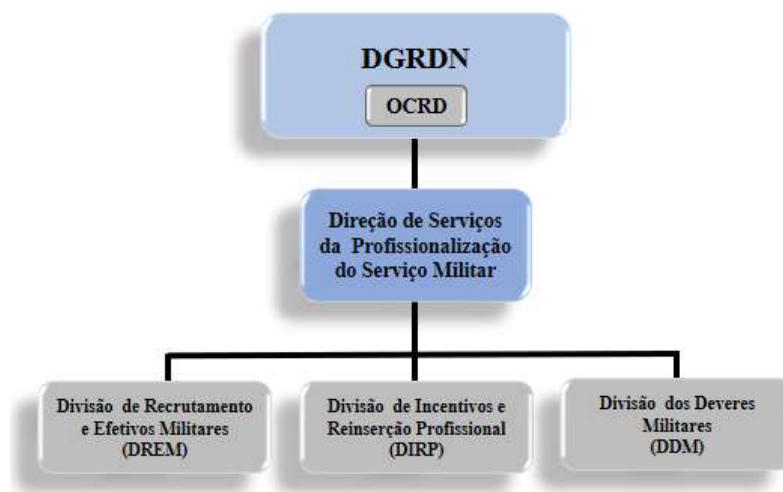 DGRDN
OCRD
Direção de Serviços
da Profissionalização
do Serviço Militar
Divisão de Recrutamento
e Efetivos Militares
(DREM)
Divisão de Incentivos e
Reinserção Profissional
(DIRP)
Divisão dos Deveres
Militares
(DDM)